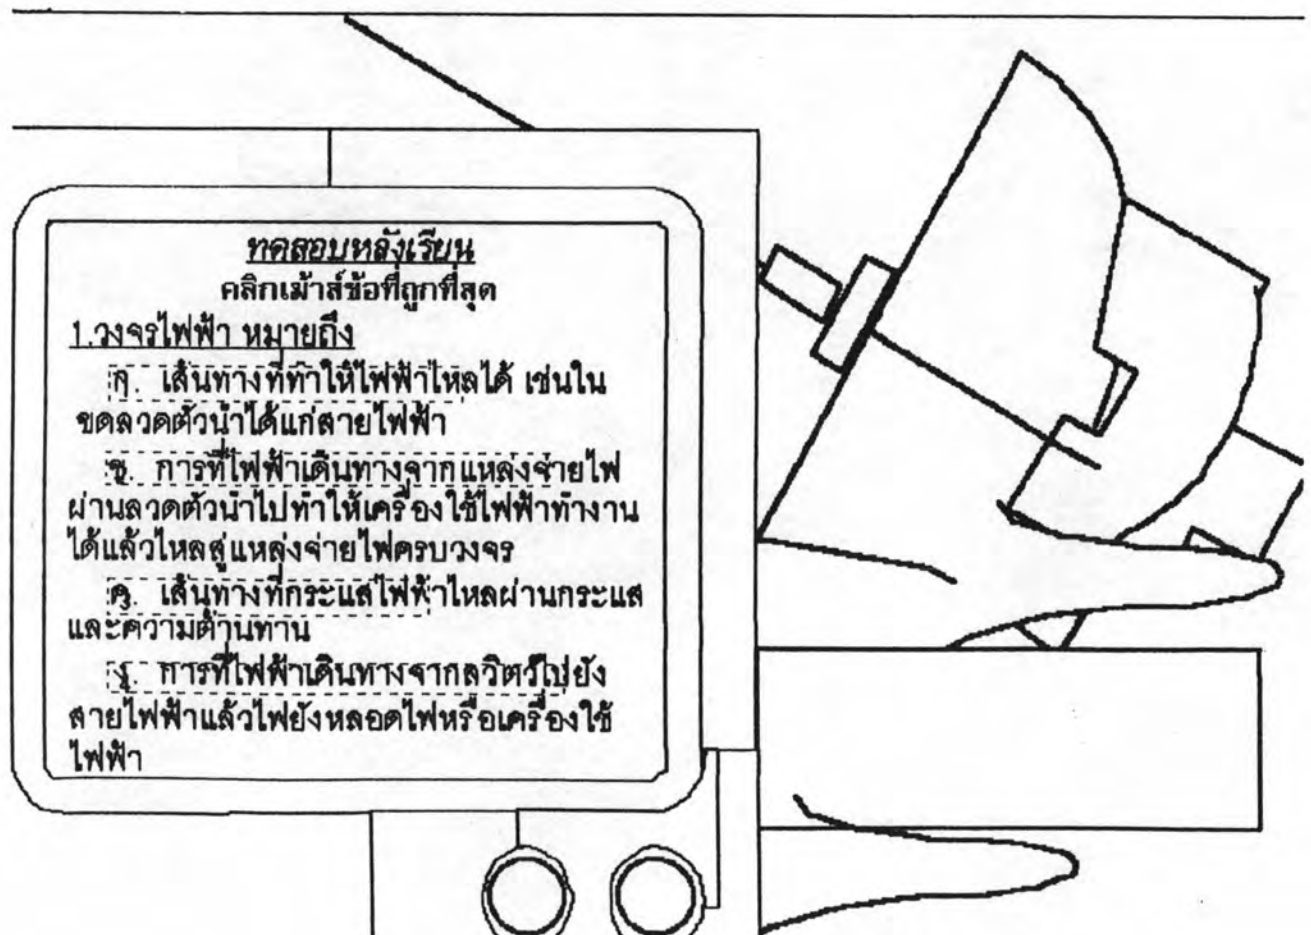 ทดสอบหลังเรียน
คลิกเม้าส์ข้อที่ถูกที่สุด
1.วงจรไฟฟ้า หมายถึง
ก. เส้นทางที่ทำให้ไฟฟ้าไหลได้ เช่นใน
ขดลวดตัวนำได้แก่สายไฟฟ้า
ข. การที่ไฟฟ้าเดินทางจากแหล่งจ่ายไฟ
ผ่านลวดตัวนำไปทำให้เครื่องใช้ไฟฟ้าทำงาน
ได้แล้วไหลสู่แหล่งจ่ายไฟครบวงจร
ค. เส้นทางที่กระแสไฟฟ้าไหลผ่านกระแส
และความต้านทาน
ง. การที่ไฟฟ้าเดินทางจากสวิตว์ไปยัง
สายไฟฟ้าแล้วไฟยังหลอดไฟหรือเครื่องใช้
ไฟฟ้า